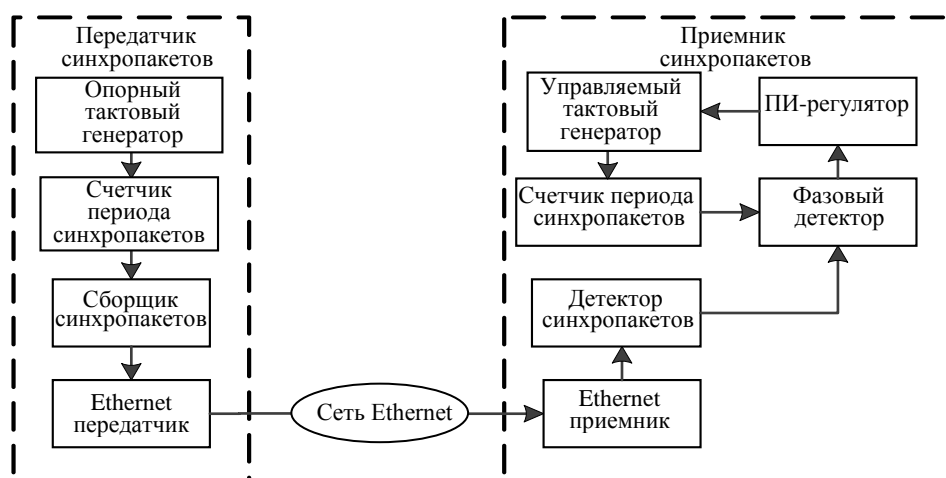 Передатчик
синхропакетов
Опорный
тактовый
генератор
Счетчик
периода
синхропакетов
Сборщик
синхропакетов
Ethernet
передатчик
Сеть Ethernet
Приемник
синхропакетов
Управляемый
тактовый
генератор
ПИ-регулятор
Счетчик периода
синхропакетов
Фазовый
детектор
Детектор
синхропакетов
Ethernet
приемник